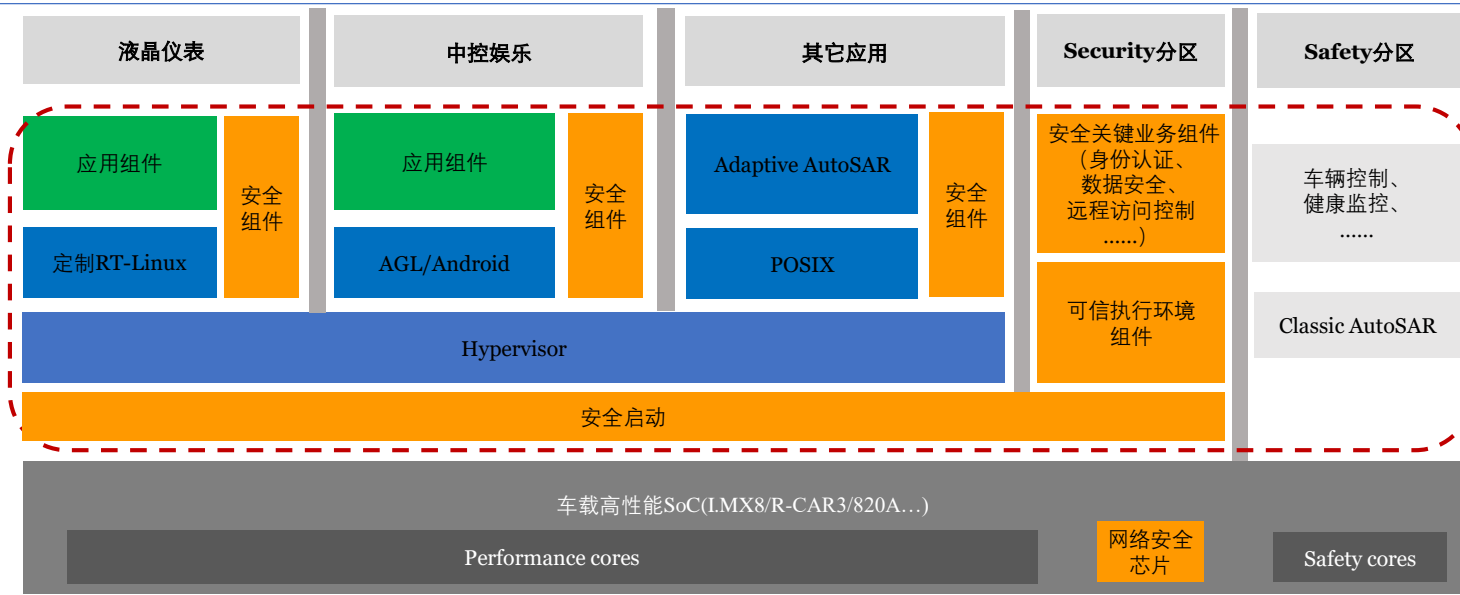 液晶仪表
中控娱乐
其它应用
Security分区
Safety分区
应用组件
安全
组件
定制RT-Linux
应用组件
安全
组件
AGL/Android
Adaptive AutoSAR
安全
组件
POSIX
安全关键业务组件
（身份认证、
数据安全、
远程访问控制
......）
可信执行环境
组件
车辆控制、
健康监控、
......
Classic AutoSAR
Hypervisor
安全启动
车载高性能SoC(I.MX8/R-CAR3/820A…)
Performance cores
网络安全
芯片
Safety cores